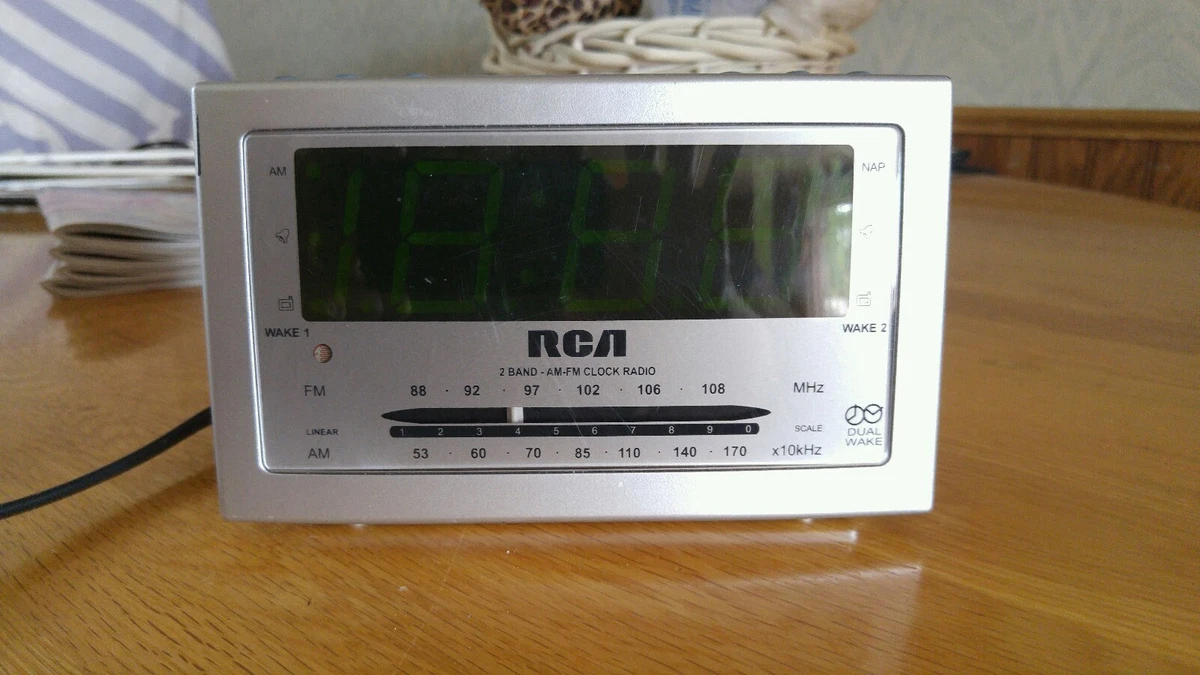 AM
NAP
WAKE 1
WAKE 2
RCA
2 BAND - AM-FM CLOCK RADIO
FM 88 · 92 · 97 · 102 · 106 · 108 MHz
LINEAR 1 2 3 4 5 6 7 8 9 0 SCALE
DUAL
WAKE
AM 53 · 60 · 70 · 85 · 110 · 140 · 170 x10kHz